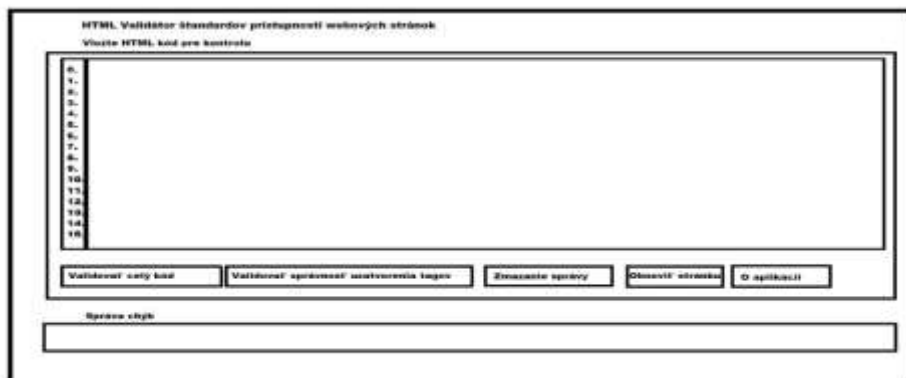 HTML Validátor štandardov prístupnosti webových stránok
Vložte HTML kód pre kontrolu
0.
1.
2.
3.
4.
5.
6.
7.
8.
9.
10.
11.
12.
13.
14.
15.
Validovať celý kód
Validovať správnosť uzatvorenia tagov
Zmazanie správy
Obnoviť stránku
O aplikácii
Správa chýb